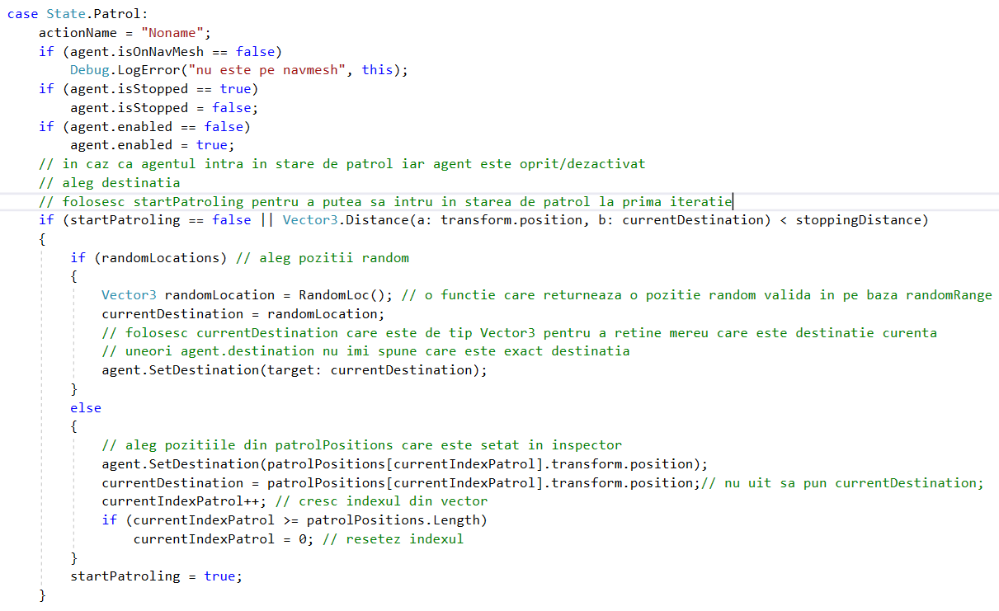 case State.Patrol:
    actionName = "Noname";
    if (agent.isOnNavMesh == false)
        Debug.LogError("nu este pe navmesh", this);
    if (agent.isStopped == true)
        agent.isStopped = false;
    if (agent.enabled == false)
        agent.enabled = true;
    // in caz ca agentul intra in stare de patrol iar agent este oprit/dezactivat
    // aleg destinatia
    // folosesc startPatroling pentru a putea sa intru in starea de patrol la prima iteratie
    if (startPatroling == false || Vector3.Distance(a: transform.position, b: currentDestination) < stoppingDistance)
    {
        if (randomLocations) // aleg pozitii random
        {
            Vector3 randomLocation = RandomLoc(); // o functie care returneaza o pozitie random valida in pe baza randomRange
            currentDestination = randomLocation;
            // folosesc currentDestination care este de tip Vector3 pentru a retine mereu care este destinatie curenta
            // uneori agent.destination nu imi spune care este exact destinatia
            agent.SetDestination(target: currentDestination);
        }
        else
        {
            // aleg pozitiile din patrolPositions care este setat in inspector
            agent.SetDestination(patrolPositions[currentIndexPatrol].transform.position);
            currentDestination = patrolPositions[currentIndexPatrol].transform.position;// nu uit sa pun currentDestination;
            currentIndexPatrol++; // cresc indexul din vector
            if (currentIndexPatrol >= patrolPositions.Length)
                currentIndexPatrol = 0; // resetez indexul
        }
        startPatroling = true;
    }